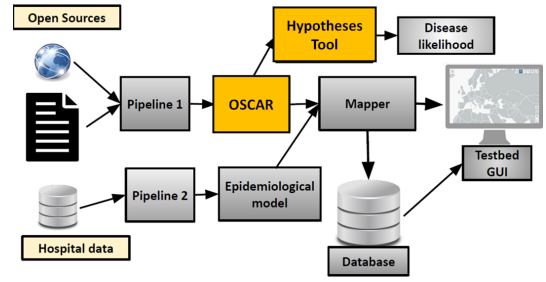 Open Sources
Hypotheses
Tool
Disease
likelihood
Pipeline 1
OSCAR
Mapper
Testbed
GUI
Pipeline 2
Epidemiological
model
Hospital data
Database